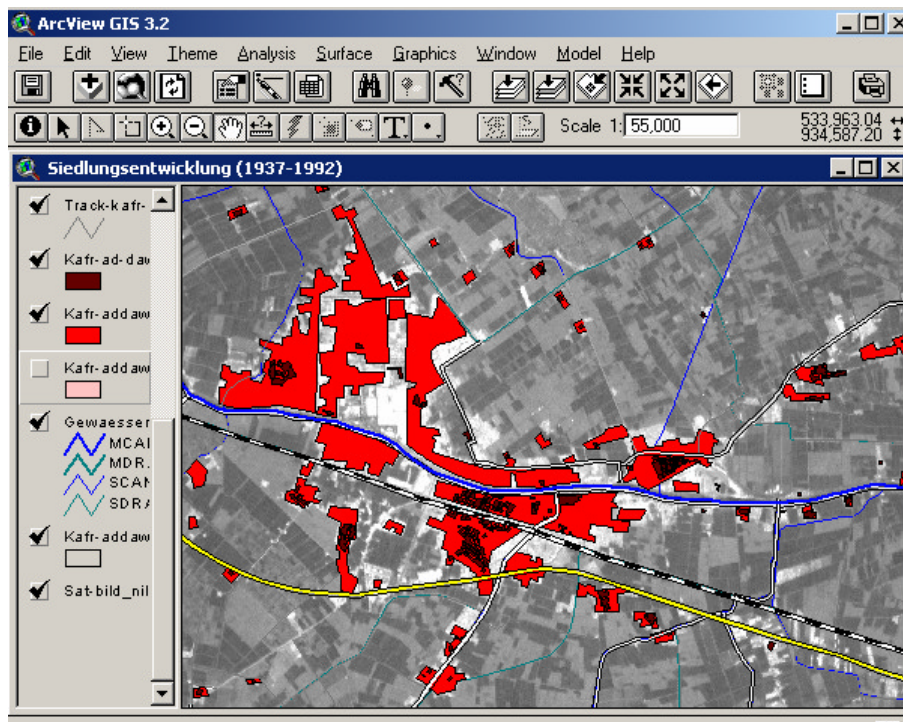 ArcView GIS 3.2
File Edit View Theme Analysis Surface Graphics Window Model Help
T
Scale 1: 55,000
533,963.04
934,587.20
Siedlungsentwicklung (1937-1992)
Track-kafr-
Kafr-ad-dav
Kafr-addaw
Kafr-addaw
Gewaesser
MCAI
MDR.
SCAN
SDRA
Kafr-addaw
Sat-bild_nil